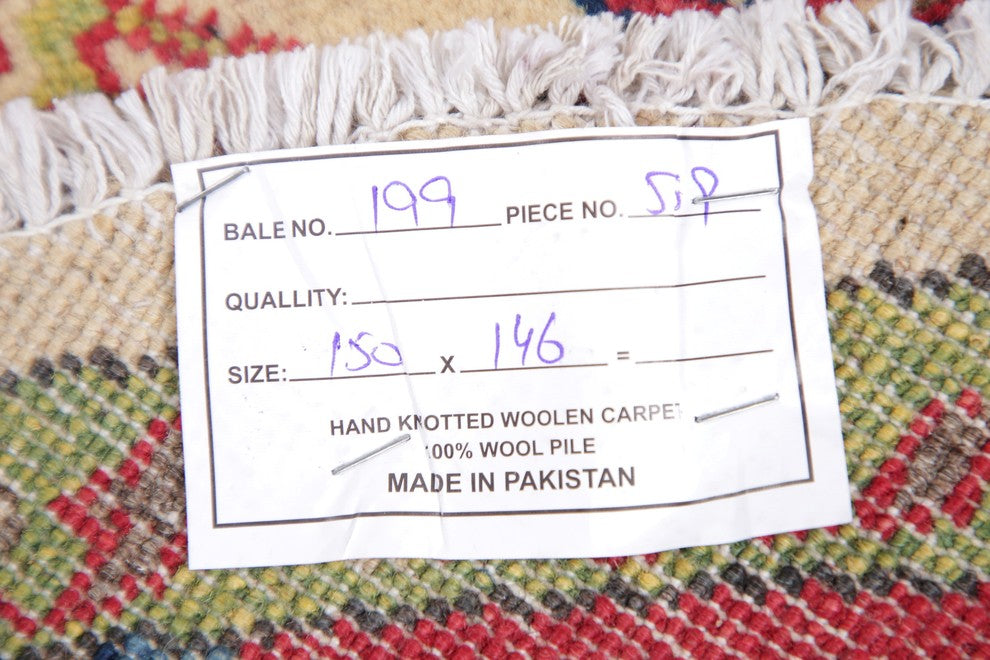 BALE NO. 199 PIECE NO.
QUALLITY:
SIZE: 150 X 146 =
HAND KNOTTED WOOLEN CARPET
100% WOOL PILE
MADE IN PAKISTAN